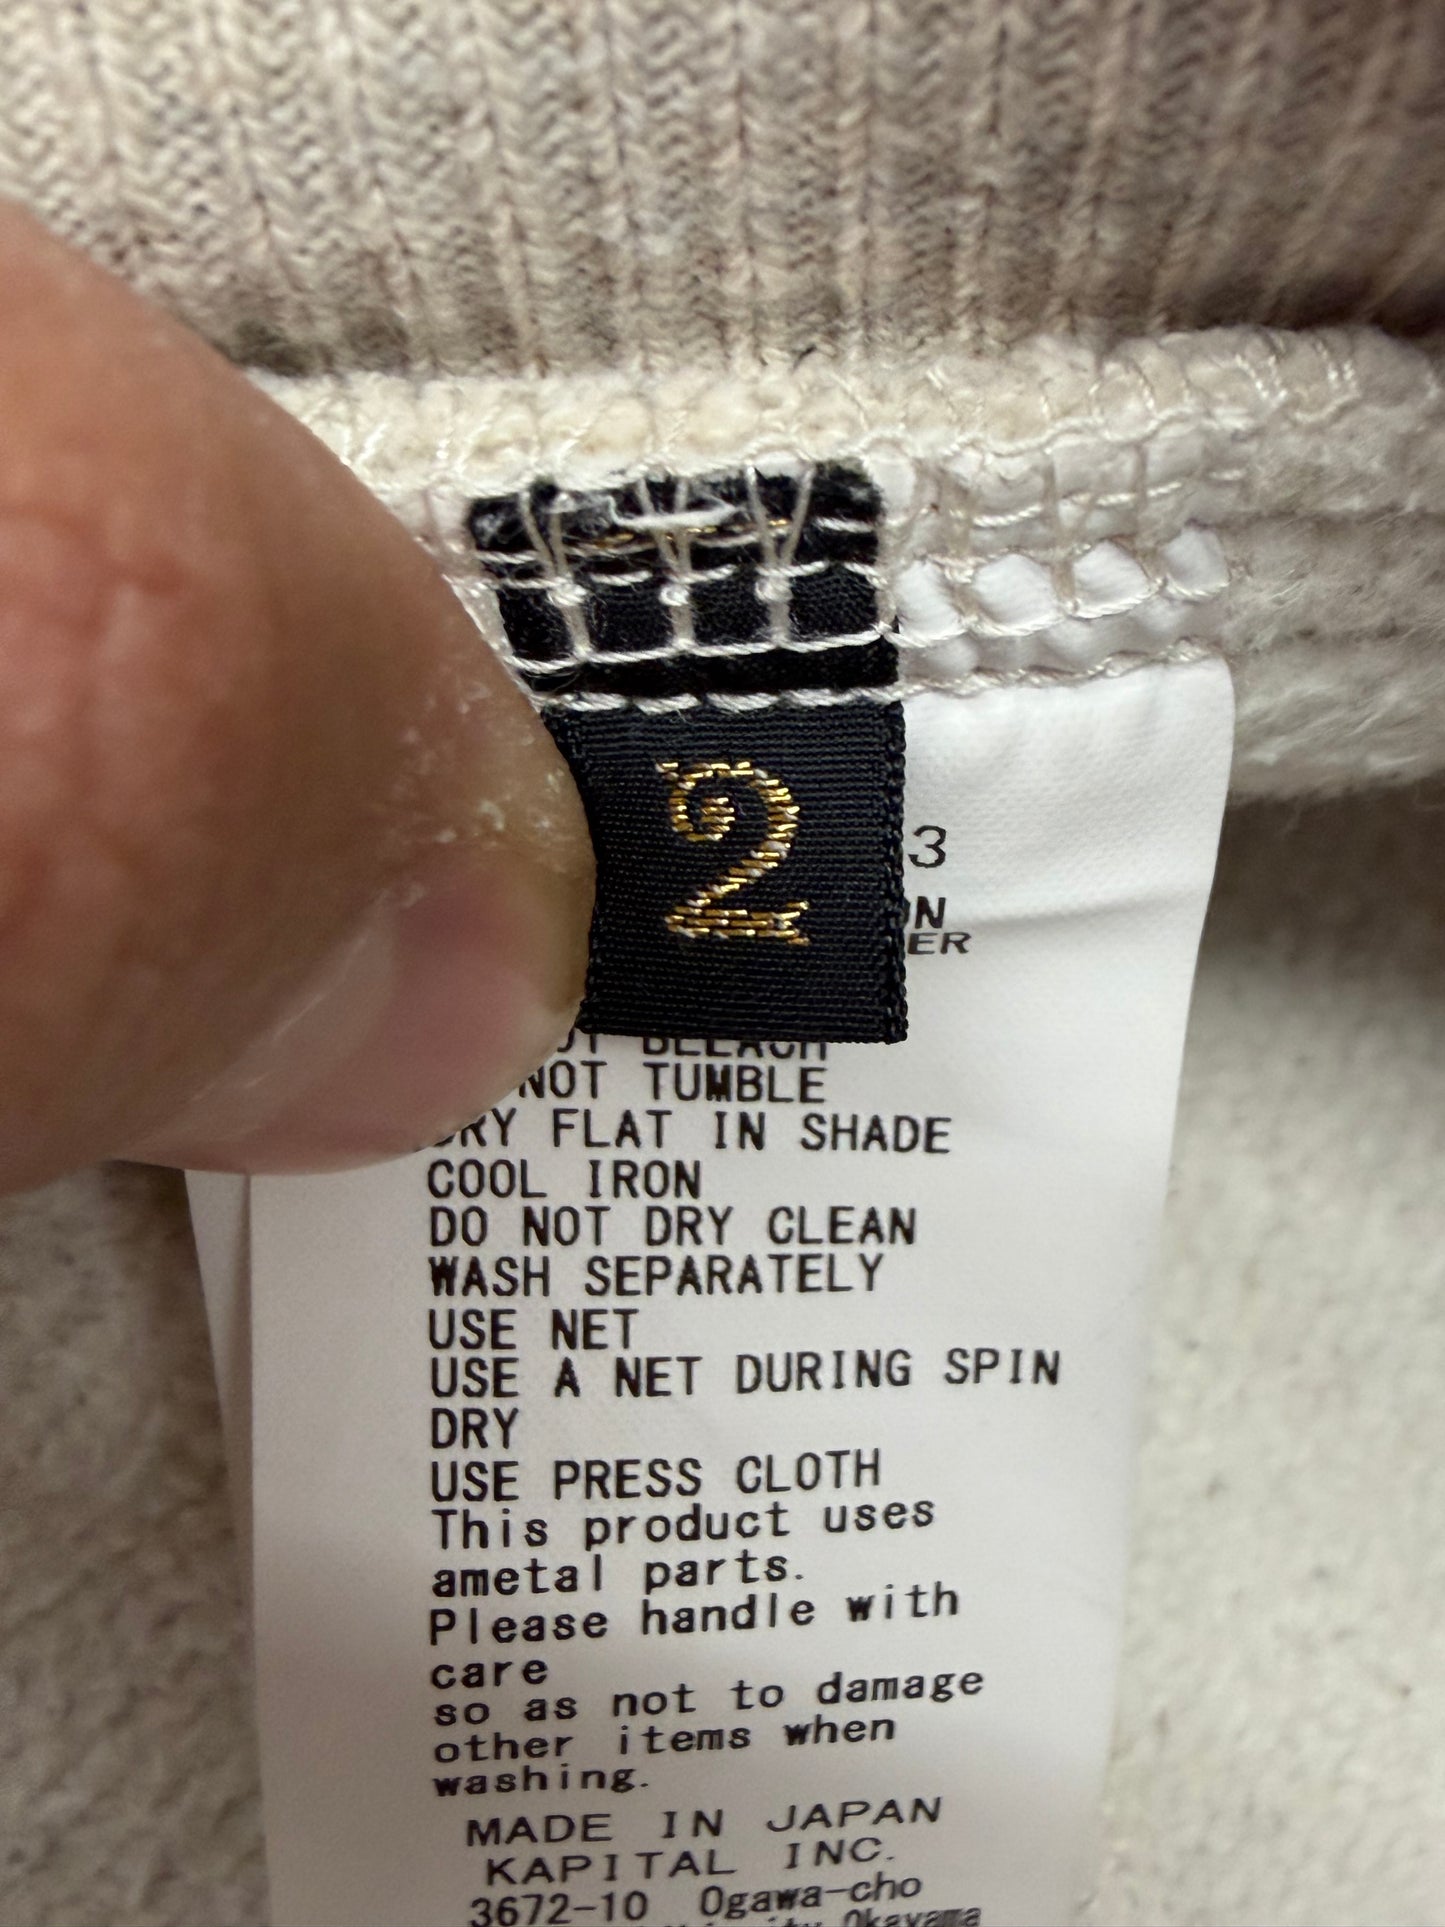 2
3
BLEACH
NOT TUMBLE
DRY FLAT IN SHADE
COOL IRON
DO NOT DRY CLEAN
WASH SEPARATELY
USE NET
USE A NET DURING SPIN
DRY
USE PRESS CLOTH
This product uses
ametal parts.
Please handle with
care
so as not to damage
other items when
washing.
MADE IN JAPAN
KAPITAL INC.
3672-10 Ogawa-cho
Okayama